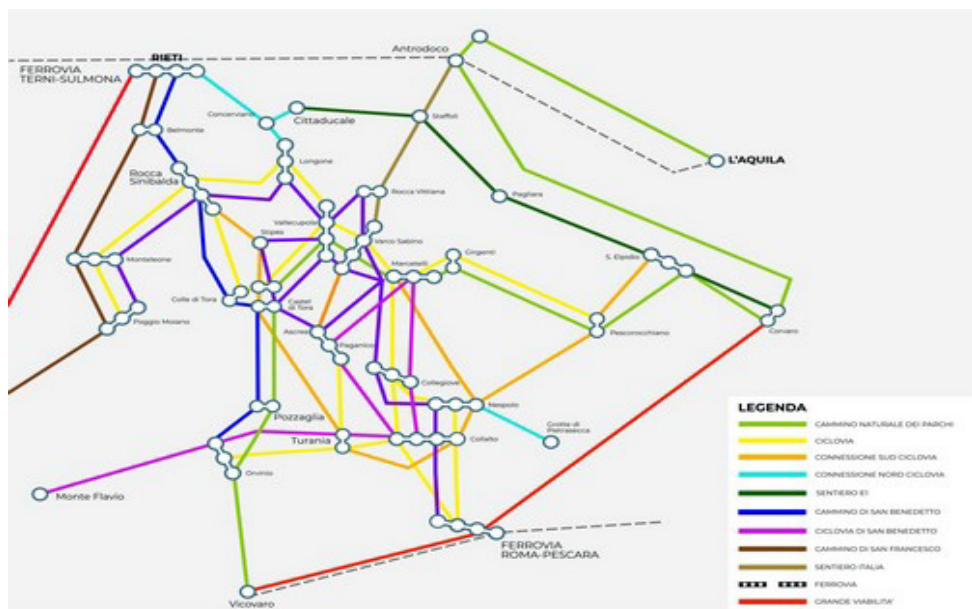 RIETI
FERROVIA
TERNI-SULMONA
Antrodoco
L'AQUILA
Belmonte
Concerviano
Cittaducale
Staffoli
Longone
Rocca
Sinibalda
Rocca Vittiana
Pagliara
Vallecupola
Stipes
Varco Sabino
Girgenti
Marcetelli
S. Elpidio
Monteleone
Colle di Tora
Castel
di Tora
Poggio Moiano
Ascrea
Paganico
Pescorocchiano
Corvaro
Collegiove
Nespolo
Pozzaglia
Turania
Collalto
Grotte di
Pietrasecca
Orvinio
Monte Flavio
FERROVIA
ROMA-PESCARA
Vicovaro
LEGENDA
CAMMINO NATURALE DEI PARCHI
CICLOVIA
CONNESSIONE SUD CICLOVIA
CONNESSIONE NORD CICLOVIA
SENTIERO E1
CAMMINO DI SAN BENEDETTO
CICLOVIA DI SAN BENEDETTO
CAMMINO DI SAN FRANCESCO
SENTIERO ITALIA
FERROVIA
GRANDE VIABILITA'